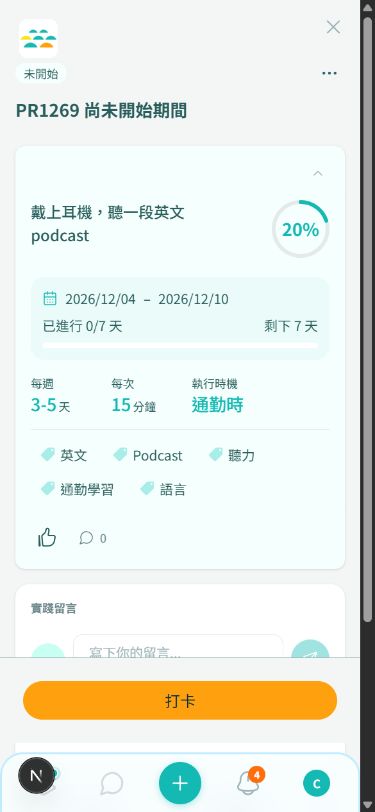 未開始
PR1269 尚未開始期間
戴上耳機，聽一段英文
podcast
20%
2026/12/04 – 2026/12/10
已進行 0/7 天 剩下 7 天
每週 每次 執行時機
3-5 天 15 分鐘 通勤時
英文 Podcast 聽力
通勤學習 語言
0
實踐留言
寫下你的留言...
打卡
N
4
C